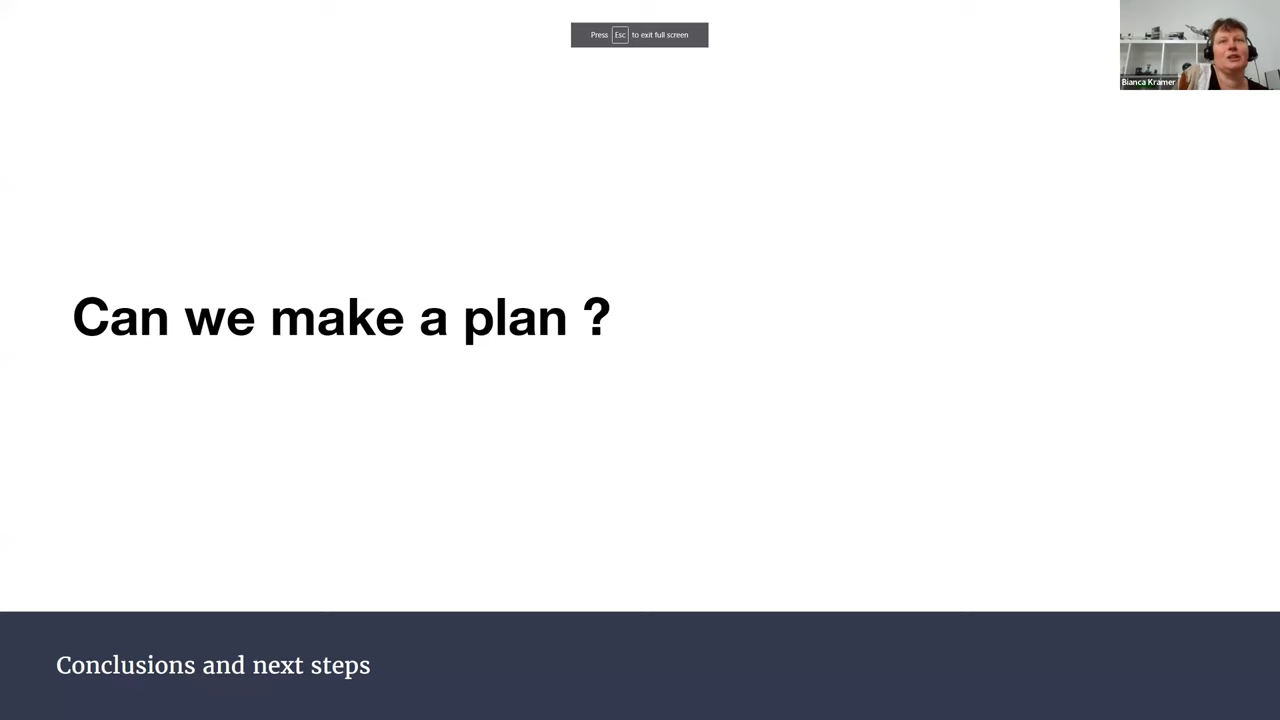 Press Esc to exit full screen
Bianca Kramer
Can we make a plan ?
Conclusions and next steps